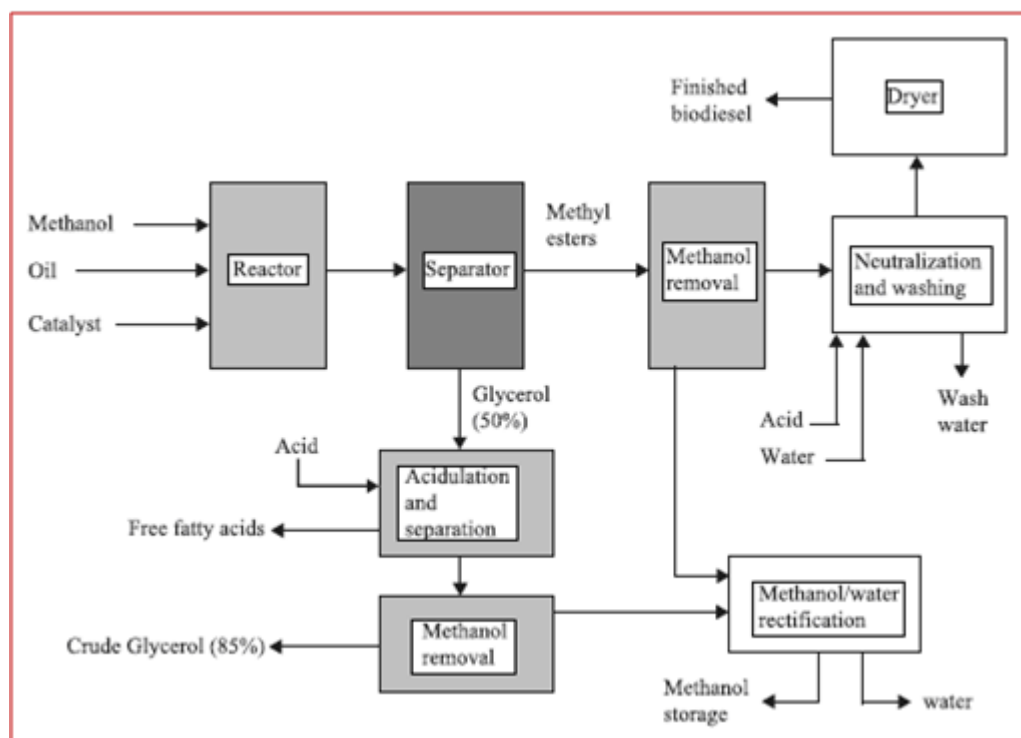 Finished
biodiesel
Dryer
Methanol
Oil
Catalyst
Reactor
Separator
Methyl
esters
Methanol
removal
Neutralization
and washing
Glycerol
(50%)
Acid
Water
Wash
water
Acid
Acidulation
and
separation
Free fatty acids
Methanol/water
rectification
Crude Glycerol (85%)
Methanol
removal
Methanol
storage
water